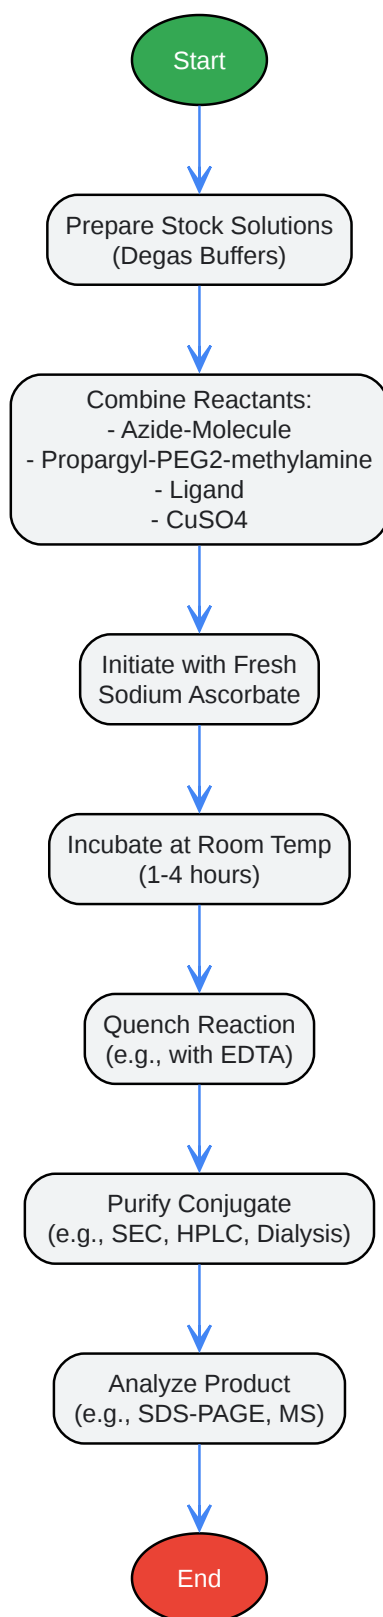 Start
Prepare Stock Solutions
(Degas Buffers)
Combine Reactants:
- Azide-Molecule
- Propargyl-PEG2-methylamine
- Ligand
- CuSO4
Initiate with Fresh
Sodium Ascorbate
Incubate at Room Temp
(1-4 hours)
Quench Reaction
(e.g., with EDTA)
Purify Conjugate
(e.g., SEC, HPLC, Dialysis)
Analyze Product
(e.g., SDS-PAGE, MS)
End